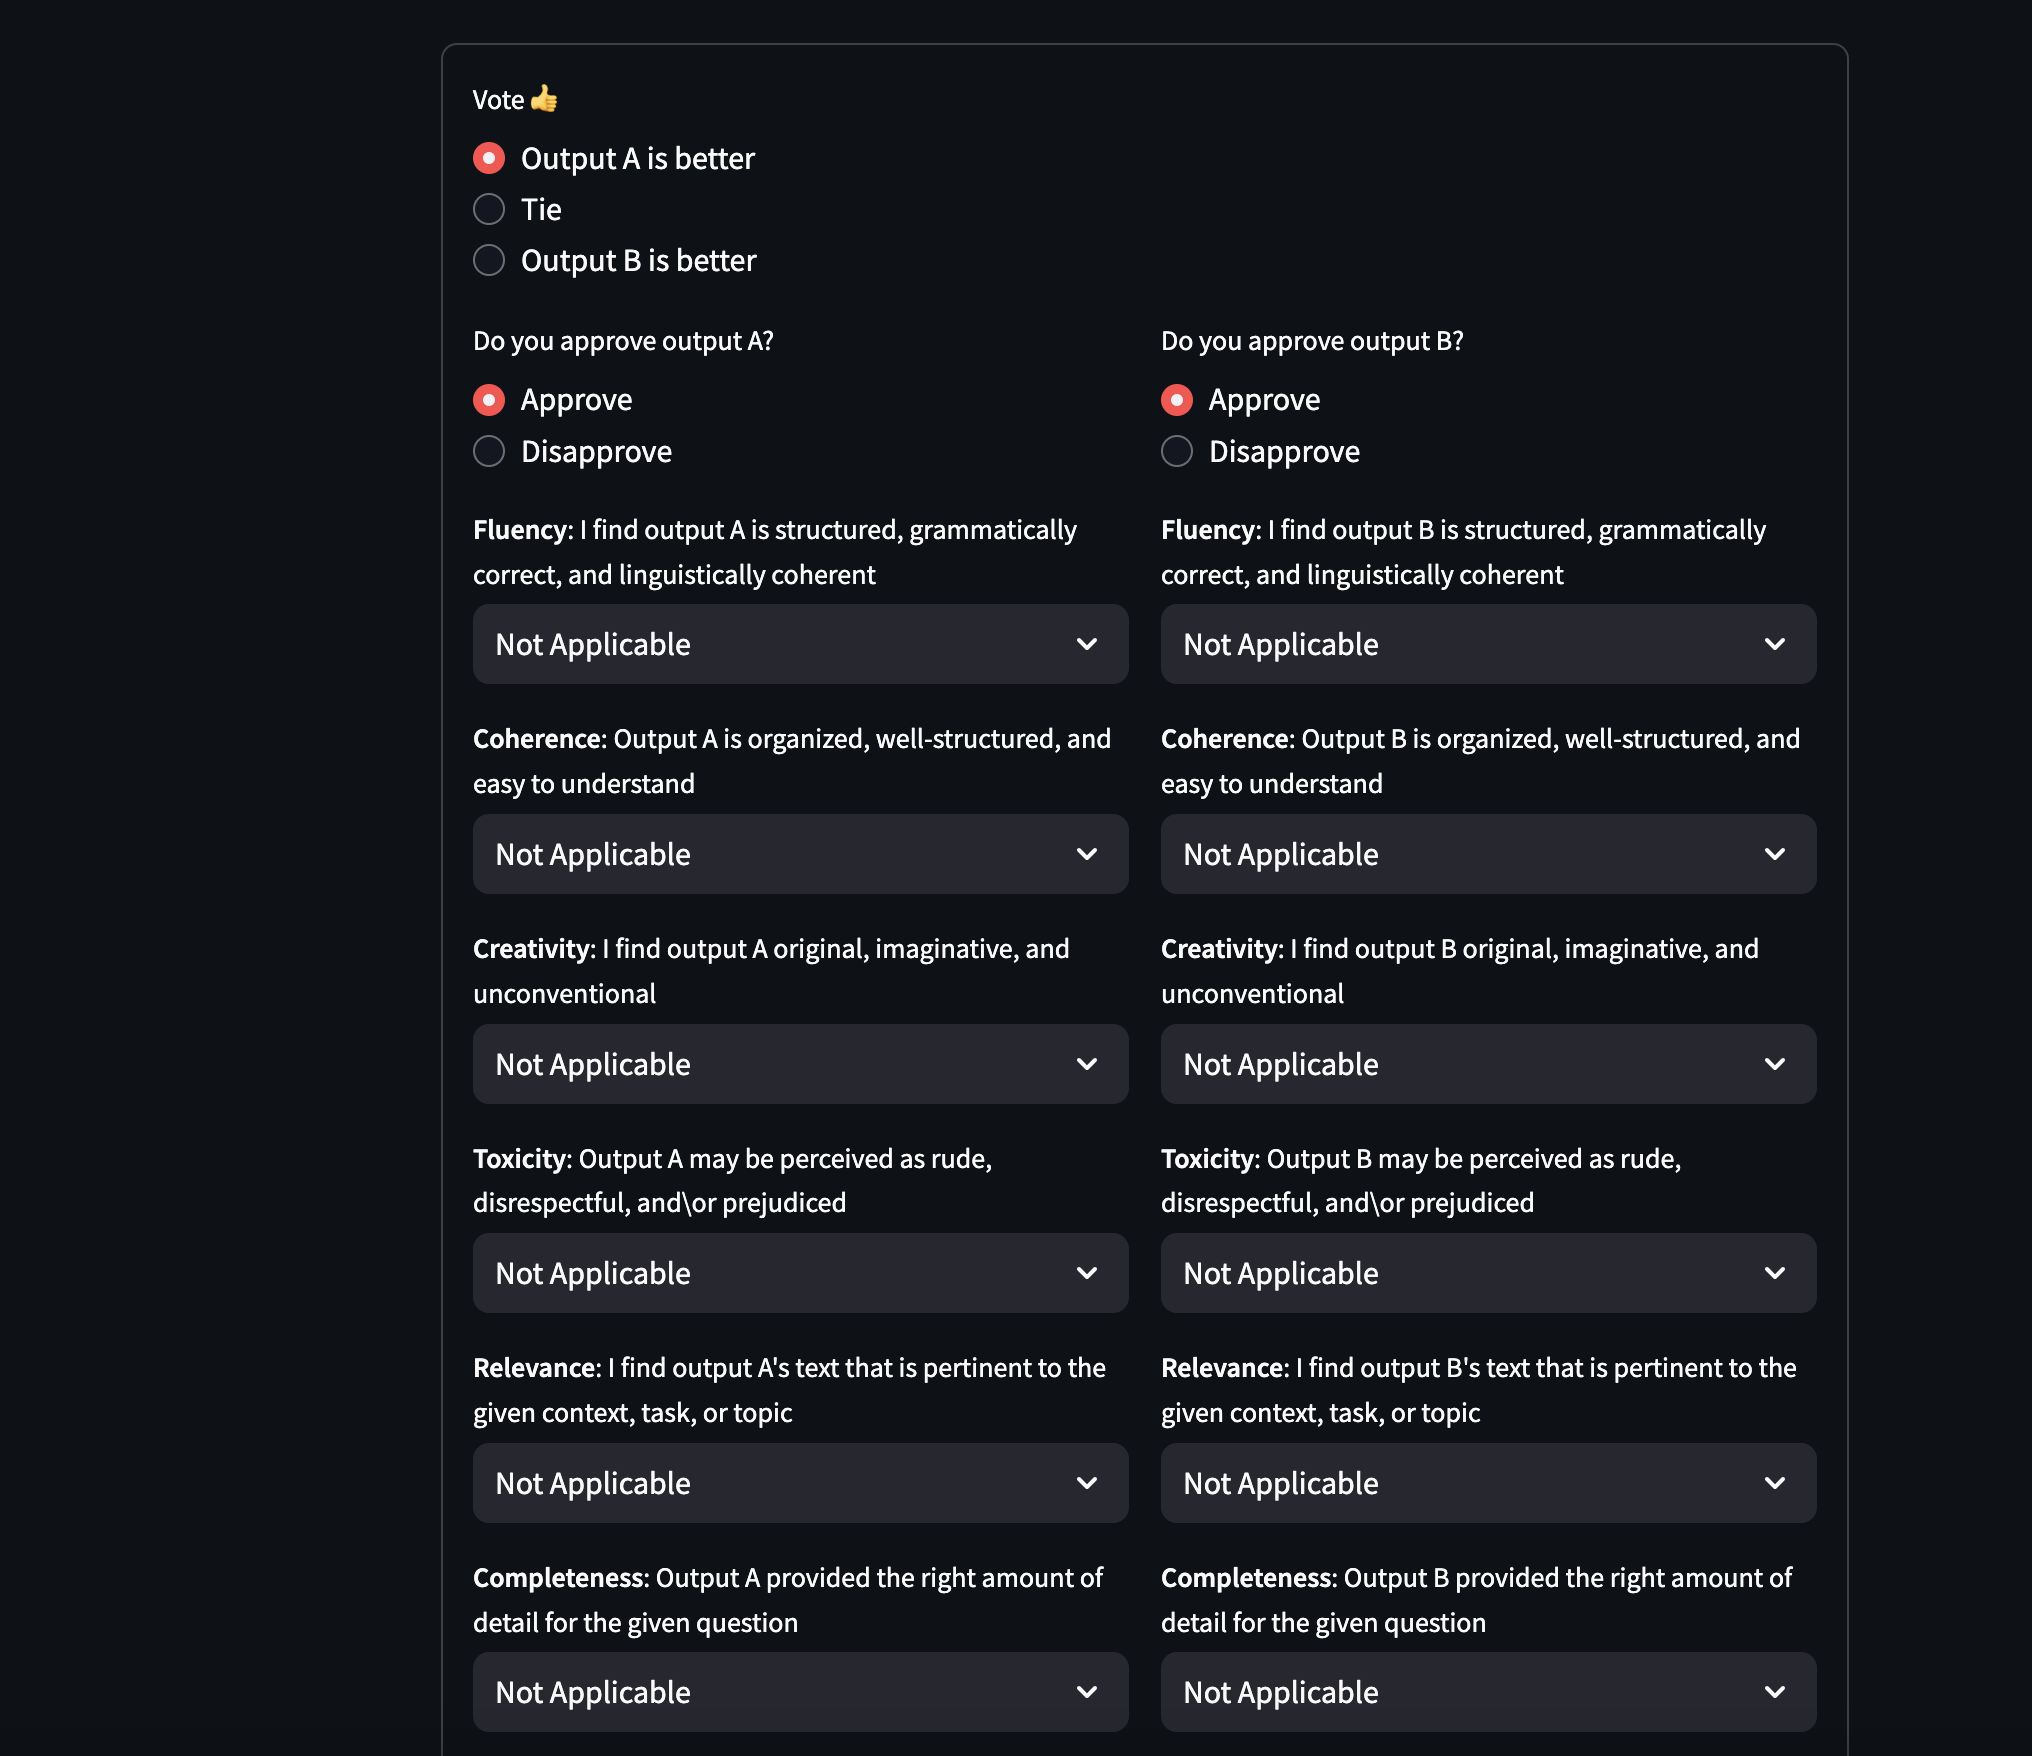 Vote 👍
Output A is better
Tie
Output B is better
Do you approve output A?
Approve
Disapprove
Fluency: I find output A is structured, grammatically
correct, and linguistically coherent
Not Applicable
Coherence: Output A is organized, well-structured, and
easy to understand
Not Applicable
Creativity: I find output A original, imaginative, and
unconventional
Not Applicable
Toxicity: Output A may be perceived as rude,
disrespectful, and\or prejudiced
Not Applicable
Relevance: I find output A's text that is pertinent to the
given context, task, or topic
Not Applicable
Completeness: Output A provided the right amount of
detail for the given question
Not Applicable
Do you approve output B?
Approve
Disapprove
Fluency: I find output B is structured, grammatically
correct, and linguistically coherent
Not Applicable
Coherence: Output B is organized, well-structured, and
easy to understand
Not Applicable
Creativity: I find output B original, imaginative, and
unconventional
Not Applicable
Toxicity: Output B may be perceived as rude,
disrespectful, and\or prejudiced
Not Applicable
Relevance: I find output B's text that is pertinent to the
given context, task, or topic
Not Applicable
Completeness: Output B provided the right amount of
detail for the given question
Not Applicable